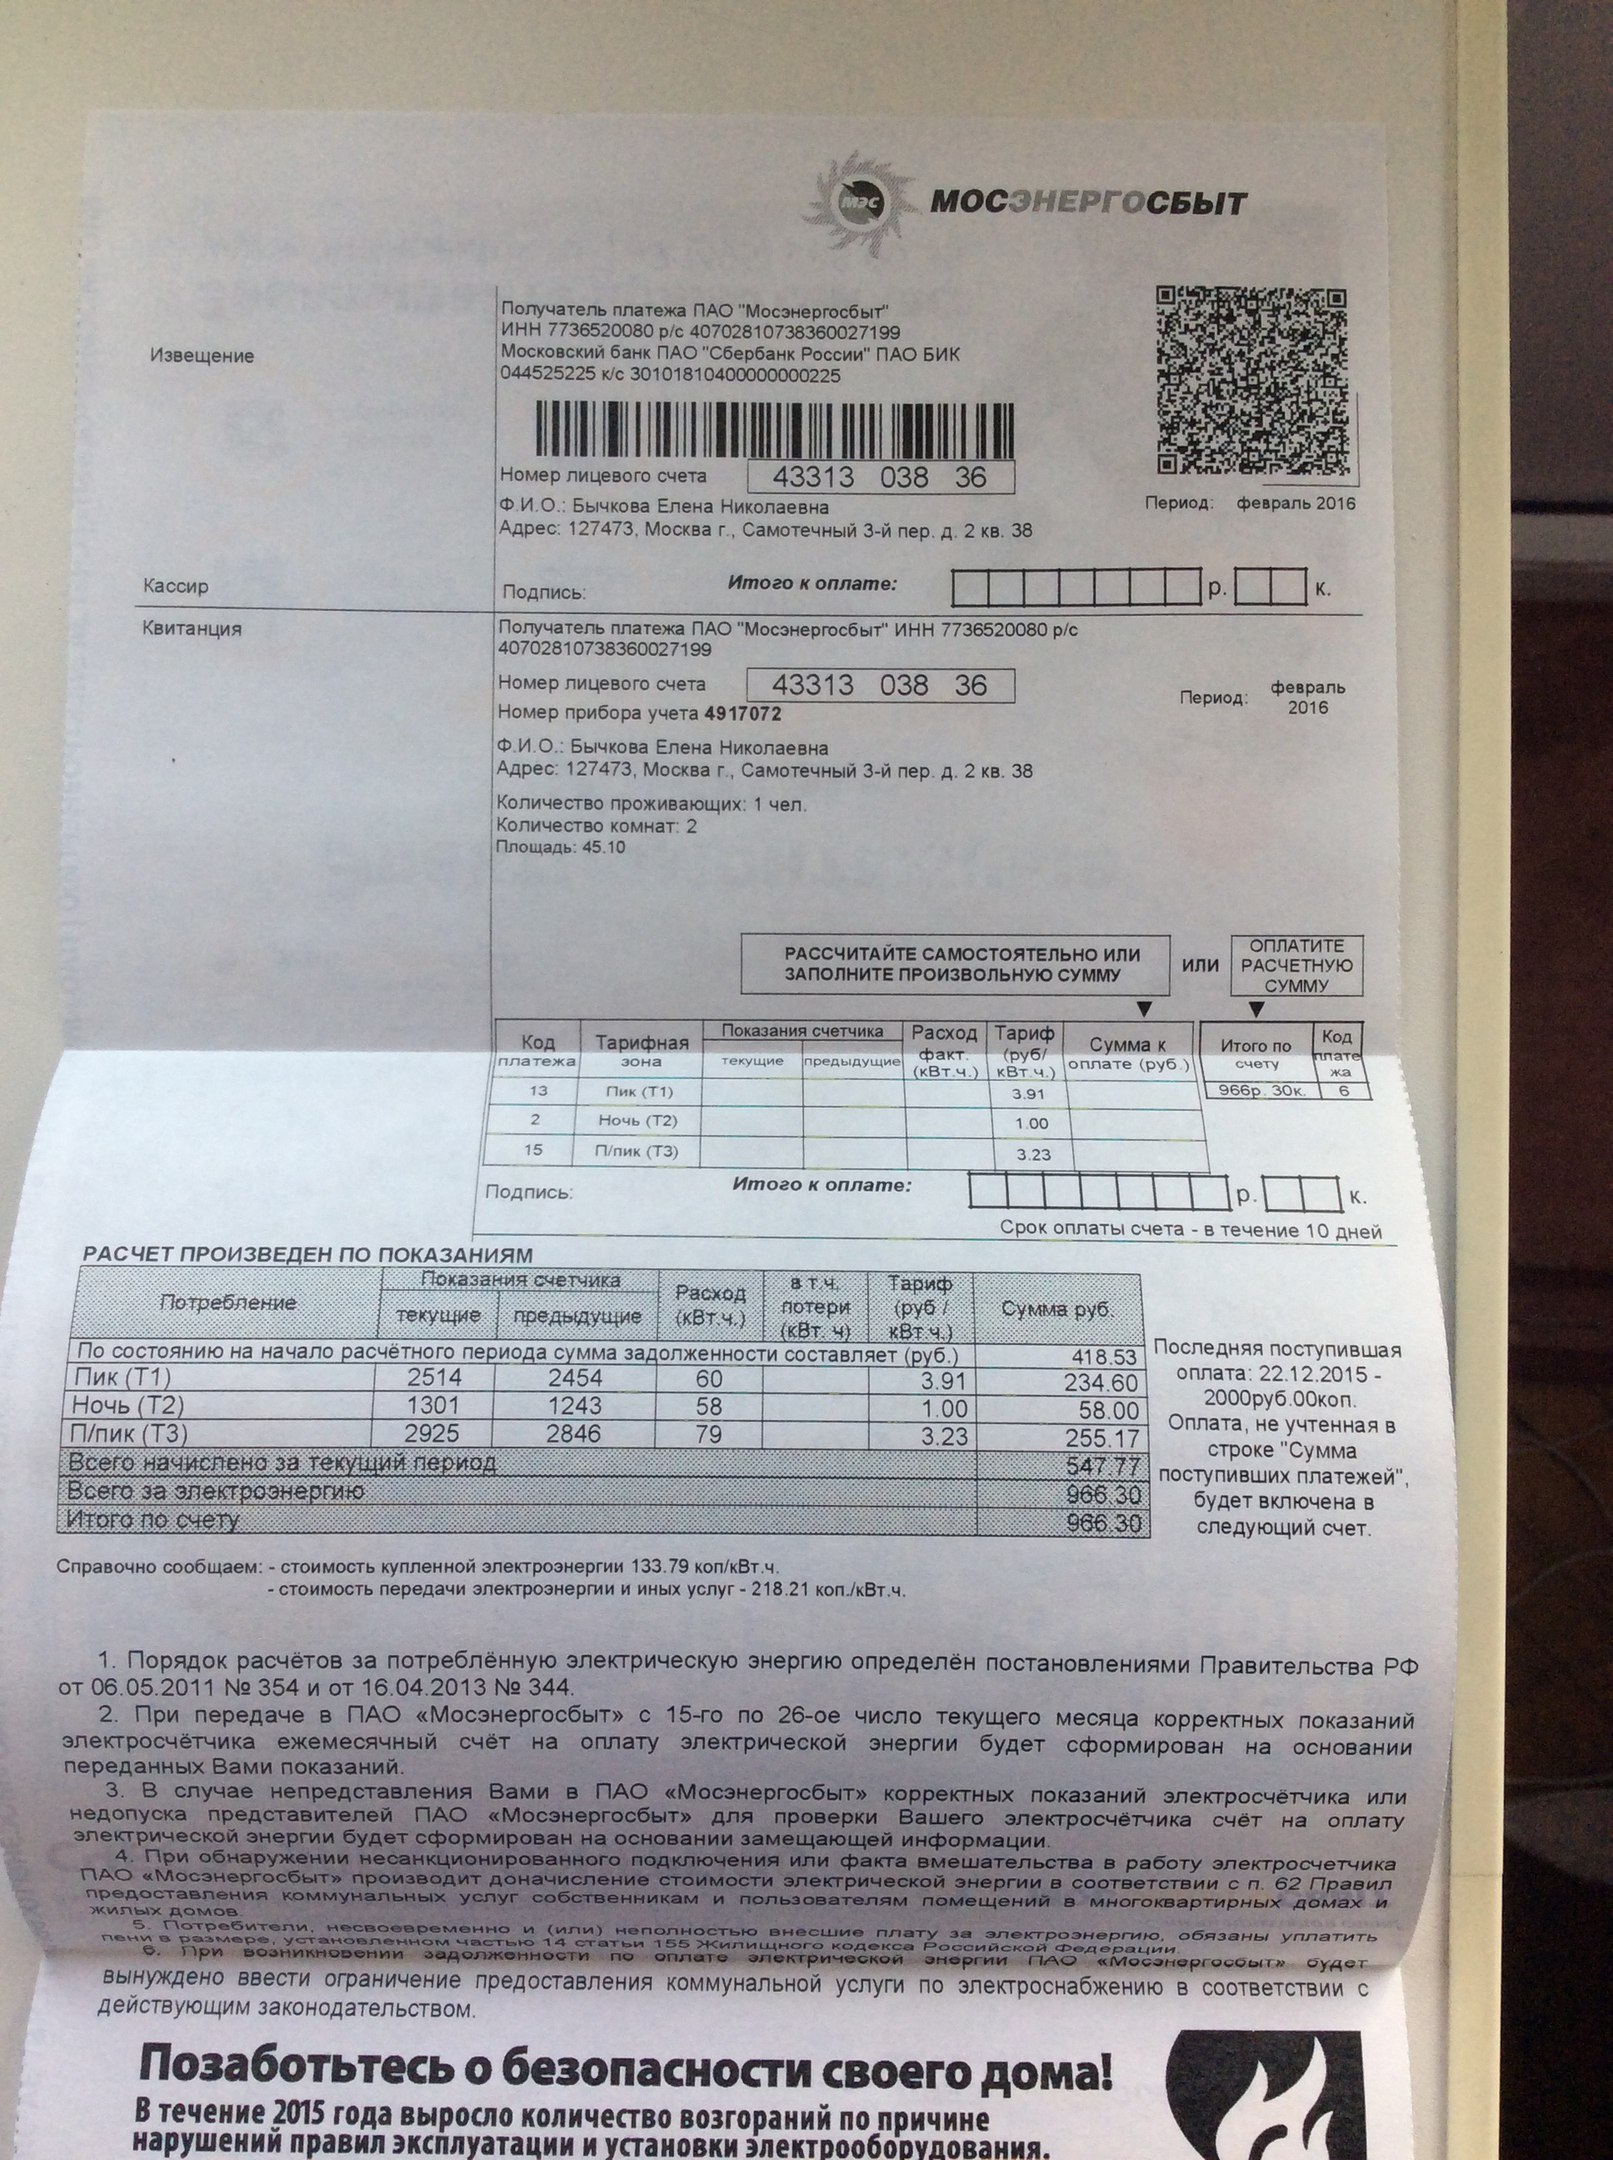 МЭС МОСЭНЕРГОСБЫТ
Извещение
Получатель платежа ПАО "Мосэнергосбыт"
ИНН 7736520080 р/с 40702810738360027199
Московский банк ПАО "Сбербанк России" ПАО БИК
044525225 к/с 30101810400000000225
Номер лицевого счета 43313 038 36
Ф.И.О.: Бычкова Елена Николаевна
Адрес: 127473, Москва г., Самотечный 3-й пер. д. 2 кв. 38
Период: февраль 2016
Кассир
Подпись: Итого к оплате: р. к.
Квитанция
Получатель платежа ПАО "Мосэнергосбыт" ИНН 7736520080 р/с
40702810738360027199
Номер лицевого счета 43313 038 36
Номер прибора учета 4917072
Период: февраль
2016
Ф.И.О.: Бычкова Елена Николаевна
Адрес: 127473, Москва г., Самотечный 3-й пер. д. 2 кв. 38
Количество проживающих: 1 чел.
Количество комнат: 2
Площадь: 45.10
РАССЧИТАЙТЕ САМОСТОЯТЕЛЬНО ИЛИ
ЗАПОЛНИТЕ ПРОИЗВОЛЬНУЮ СУММУ
ИЛИ
ОПЛАТИТЕ
РАСЧЕТНУЮ
СУММУ
Код платежа
Тарифная зона
Показания счетчика
текущие предыдущие
Расход факт. (кВт.ч.)
Тариф (руб/ кВт.ч.)
Сумма к оплате (руб.)
Итого по счету
Код плате жа
13 Пик (Т1) 3.91 966р. 30к. 6
2 Ночь (Т2) 1.00
15 П/пик (Т3) 3.23
Подпись: Итого к оплате: р. к.
Срок оплаты счета - в течение 10 дней
РАСЧЕТ ПРОИЗВЕДЕН ПО ПОКАЗАНИЯМ
Потребление
Показания счетчика
текущие предыдущие
Расход (кВт.ч.)
в т.ч. потери (кВт. ч)
Тариф (руб / кВт.ч.)
Сумма руб.
По состоянию на начало расчётного периода сумма задолженности составляет (руб.) 418.53
Пик (Т1) 2514 2454 60 3.91 234.60
Ночь (Т2) 1301 1243 58 1.00 58.00
П/пик (Т3) 2925 2846 79 3.23 255.17
Всего начислено за текущий период 547.77
Всего за электроэнергию 966.30
Итого по счету 966.30
Последняя поступившая
оплата: 22.12.2015 -
2000руб.00коп.
Оплата, не учтенная в
строке "Сумма
поступивших платежей",
будет включена в
следующий счет.
Справочно сообщаем: - стоимость купленной электроэнергии 133.79 коп/кВт.ч.
- стоимость передачи электроэнергии и иных услуг - 218.21 коп./кВт.ч.
1. Порядок расчётов за потреблённую электрическую энергию определён постановлениями Правительства РФ
от 06.05.2011 № 354 и от 16.04.2013 № 344.
2. При передаче в ПАО «Мосэнергосбыт» с 15-го по 26-ое число текущего месяца корректных показаний
электросчётчика ежемесячный счёт на оплату электрической энергии будет сформирован на основании
переданных Вами показаний.
3. В случае непредставления Вами в ПАО «Мосэнергосбыт» корректных показаний электросчётчика или
недопуска представителей ПАО «Мосэнергосбыт» для проверки Вашего электросчётчика счёт на оплату
электрической энергии будет сформирован на основании замещающей информации.
4. При обнаружении несанкционированного подключения или факта вмешательства в работу электросчетчика
ПАО «Мосэнергосбыт» производит доначисление стоимости электрической энергии в соответствии с п. 62 Правил
предоставления коммунальных услуг собственникам и пользователям помещений в многоквартирных домах и
жилых домов.
5. Потребители, несвоевременно и (или) неполностью внесшие плату за электроэнергию, обязаны уплатить
пени в размере, установленном частью 14 статьи 155 Жилищного кодекса Российской Федерации.
6. При возникновении задолженности по оплате электрической энергии ПАО «Мосэнергосбыт» будет
вынуждено ввести ограничение предоставления коммунальной услуги по электроснабжению в соответствии с
действующим законодательством.
Позаботьтесь о безопасности своего дома!
В течение 2015 года выросло количество возгораний по причине
нарушений правил эксплуатации и установки электрооборудования.